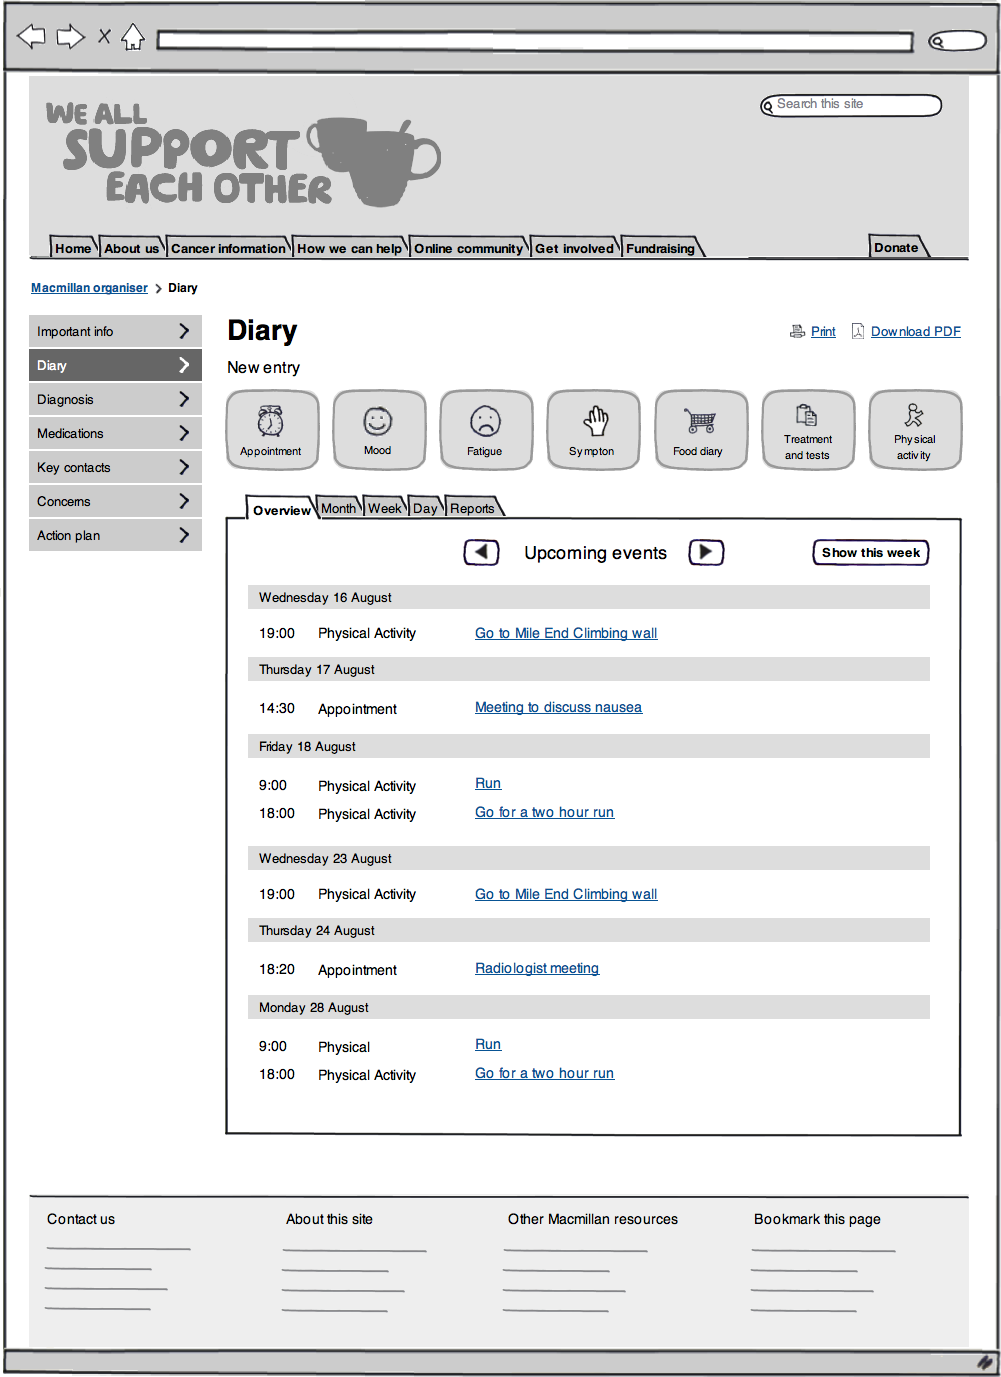 WE ALL
SUPPORT
EACH OTHER
Search this site
Home About us Cancer information How we can help Online community Get involved Fundraising Donate
Macmillan organiser > Diary
Important info
Diary
Diagnosis
Medications
Key contacts
Concerns
Action plan
Diary
Print Download PDF
New entry
Appointment
Mood
Fatigue
Sympton
Food diary
Treatment
and tests
Physical
activity
Overview Month Week Day Reports
Upcoming events
Show this week
Wednesday 16 August
19:00 Physical Activity Go to Mile End Climbing wall
Thursday 17 August
14:30 Appointment Meeting to discuss nausea
Friday 18 August
9:00 Physical Activity Run
18:00 Physical Activity Go for a two hour run
Wednesday 23 August
19:00 Physical Activity Go to Mile End Climbing wall
Thursday 24 August
18:20 Appointment Radiologist meeting
Monday 28 August
9:00 Physical Run
18:00 Physical Activity Go for a two hour run
Contact us About this site Other Macmillan resources Bookmark this page